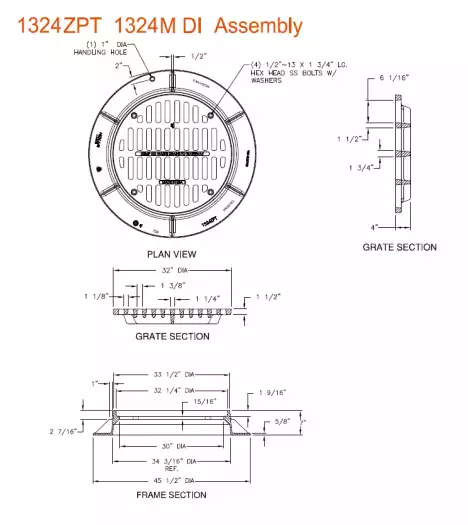 1324ZPT 1324M DI Assembly
(1) 1" DIA
HANDLING HOLE
1/2"
2"
(4) 1/2"-13 X 1 3/4" LG.
HEX HEAD SS BOLTS W/
WASHERS
6 1/16"
1 1/2"
1 3/4"
4"
GRATE SECTION
1324ZPT
PLAN VIEW
32" DIA
1 3/8"
1 1/8"
1 1/4"
1 1/2"
GRATE SECTION
33 1/2" DIA
1"
32 1/4" DIA
1 9/16"
15/16"
5/8"
7"
2 7/16"
30" DIA
34 3/16" DIA
REF.
45 1/2" DIA
FRAME SECTION